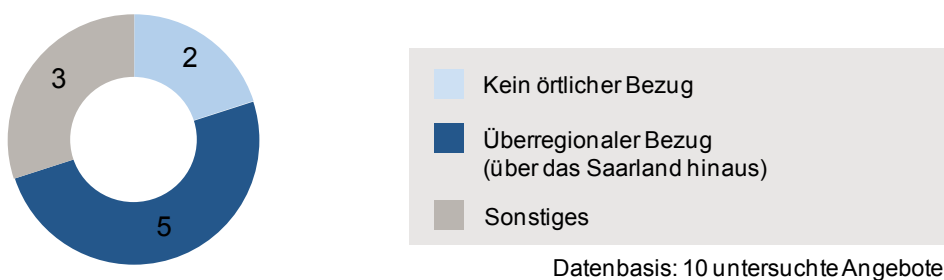 2
3
5
Kein örtlicher Bezug
Überregionaler Bezug
(über das Saarland hinaus)
Sonstiges
Datenbasis: 10 untersuchte Angebote